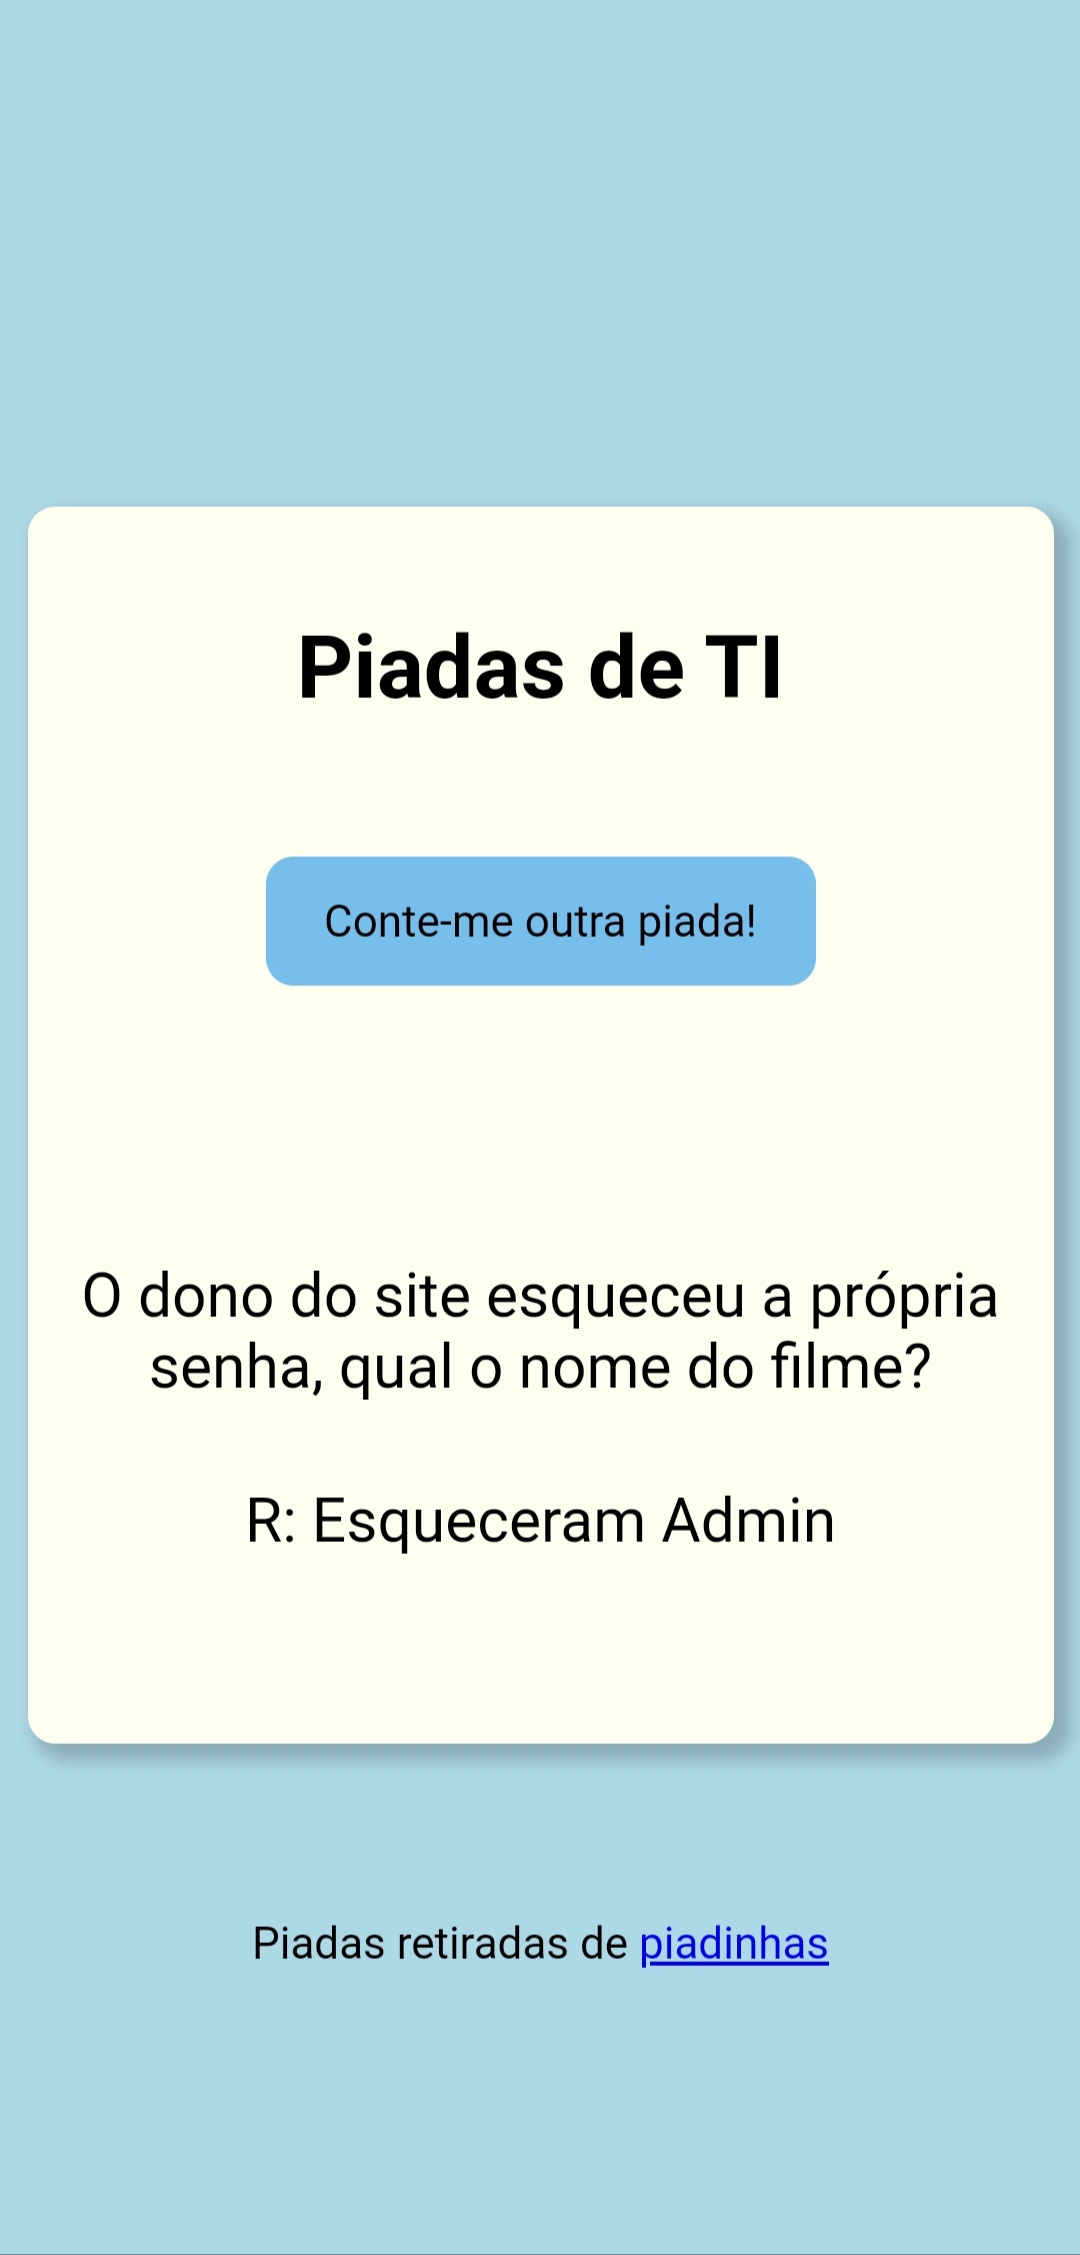 Piadas de TI
Conte-me outra piada!
O dono do site esqueceu a própria
senha, qual o nome do filme?
R: Esqueceram Admin
Piadas retiradas de piadinhas